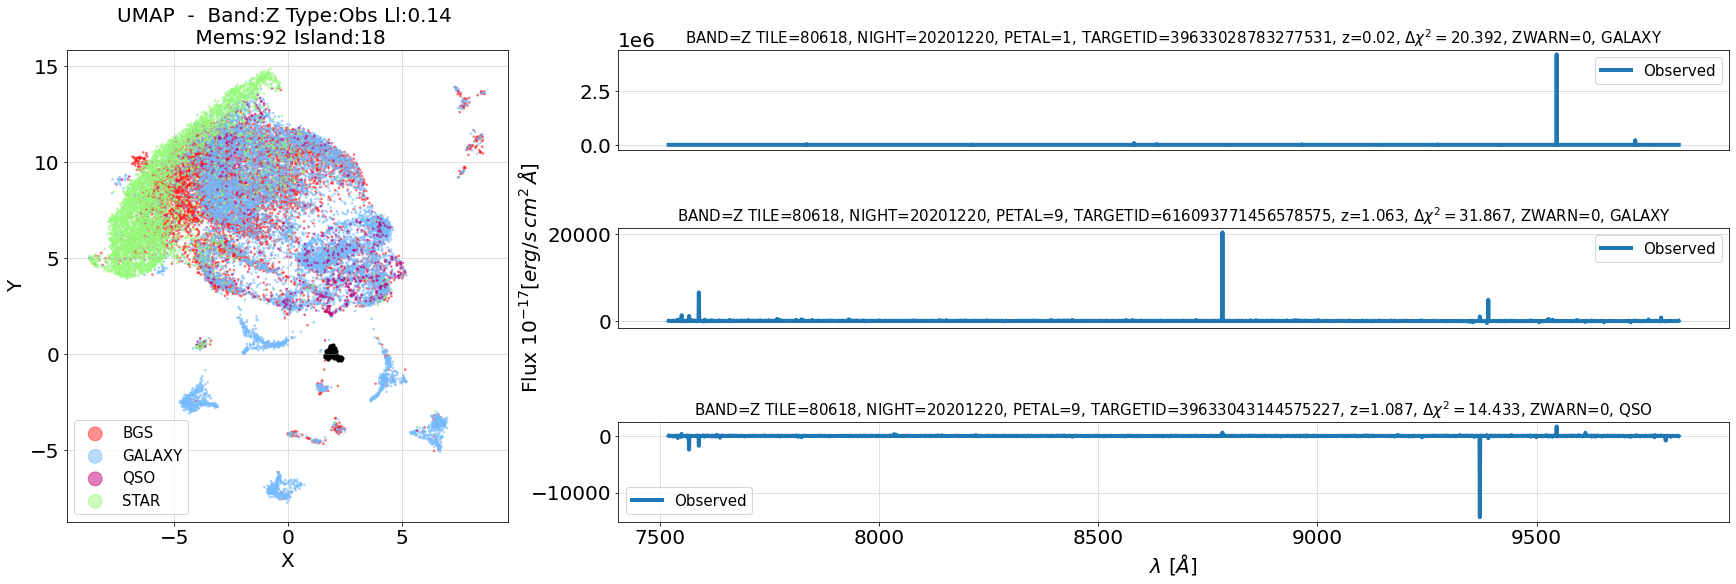 UMAP - Band:Z Type:Obs Ll:0.14
Mems:92 Island:18
15
10
5
0
−5
Y
−5 0 5
X
BGS
GALAXY
QSO
STAR
Flux 10⁻¹⁷[erg/s cm² Å]
1e6
BAND=Z TILE=80618, NIGHT=20201220, PETAL=1, TARGETID=39633028783277531, z=0.02, Δχ² = 20.392, ZWARN=0, GALAXY
Observed
2.5
0.0
BAND=Z TILE=80618, NIGHT=20201220, PETAL=9, TARGETID=616093771456578575, z=1.063, Δχ² = 31.867, ZWARN=0, GALAXY
20000
Observed
0
BAND=Z TILE=80618, NIGHT=20201220, PETAL=9, TARGETID=39633043144575227, z=1.087, Δχ² = 14.433, ZWARN=0, QSO
0
−10000
Observed
7500 8000 8500 9000 9500
λ [Å]